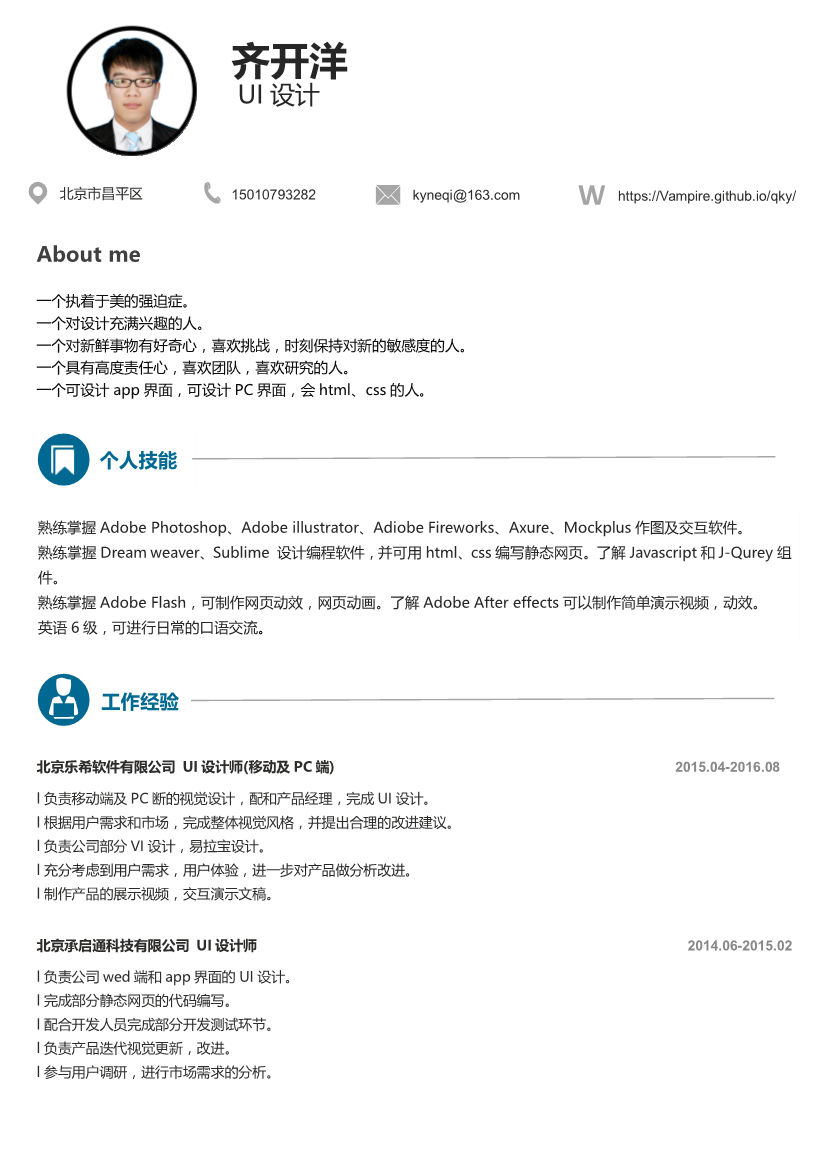 齐开洋
UI 设计
北京市昌平区
15010793282
kyneqi@163.com
W
https://Vampire.github.io/qky/
About me
一个执着于美的强迫症。
一个对设计充满兴趣的人。
一个对新鲜事物有好奇心，喜欢挑战，时刻保持对新的敏感度的人。
一个具有高度责任心，喜欢团队，喜欢研究的人。
一个可设计 app 界面，可设计 PC 界面，会 html、css 的人。
个人技能
熟练掌握 Adobe Photoshop、Adobe illustrator、Adiobe Fireworks、Axure、Mockplus 作图及交互软件。
熟练掌握 Dream weaver、Sublime 设计编程软件，并可用 html、css 编写静态网页。了解 Javascript 和 J-Qurey 组
件。
熟练掌握 Adobe Flash，可制作网页动效，网页动画。了解 Adobe After effects 可以制作简单演示视频，动效。
英语 6 级，可进行日常的口语交流。
工作经验
北京乐希软件有限公司 UI 设计师(移动及 PC 端)
2015.04-2016.08
l 负责移动端及 PC 断的视觉设计，配和产品经理，完成 UI 设计。
l 根据用户需求和市场，完成整体视觉风格，并提出合理的改进建议。
l 负责公司部分 VI 设计，易拉宝设计。
l 充分考虑到用户需求，用户体验，进一步对产品做分析改进。
l 制作产品的展示视频，交互演示文稿。
北京承启通科技有限公司 UI 设计师
2014.06-2015.02
l 负责公司 wed 端和 app 界面的 UI 设计。
l 完成部分静态网页的代码编写。
l 配合开发人员完成部分开发测试环节。
l 负责产品迭代视觉更新，改进。
l 参与用户调研，进行市场需求的分析。